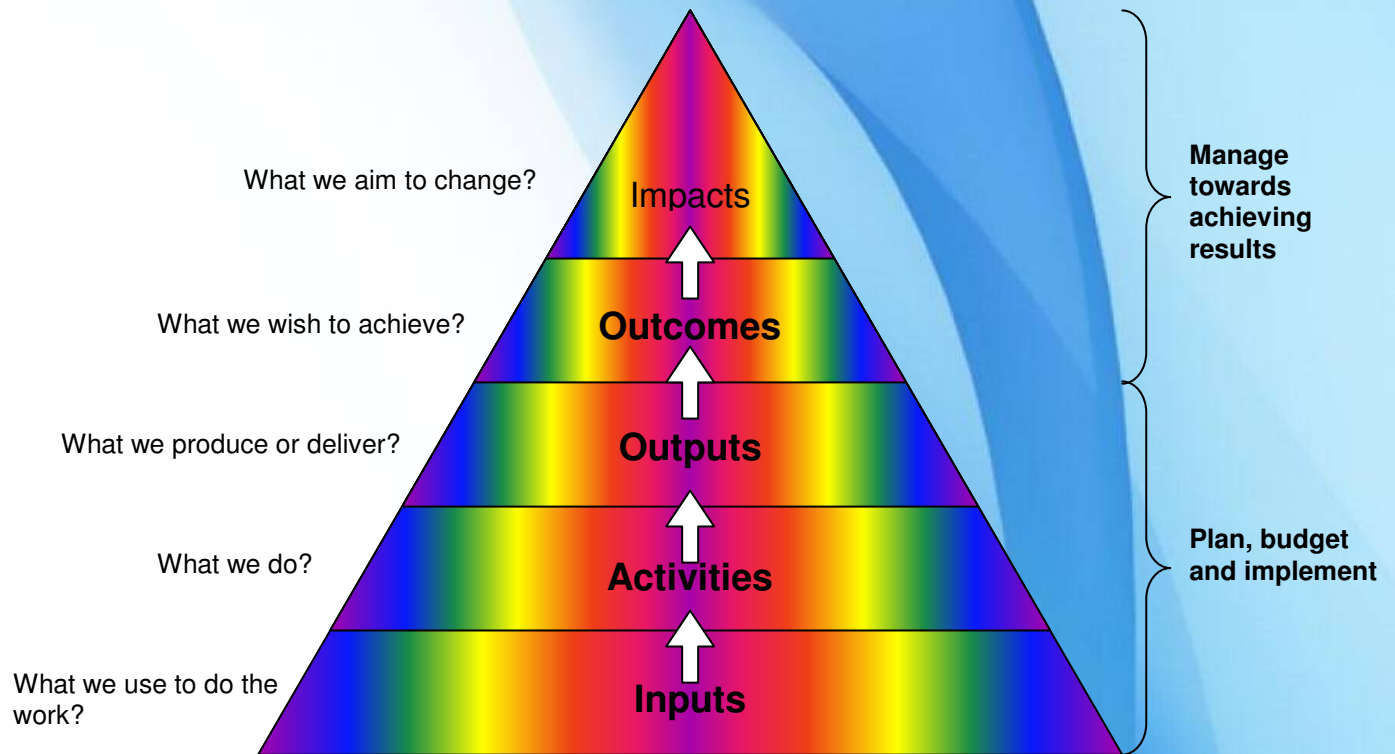 What we aim to change?
Impacts
Manage
towards
achieving
results
What we wish to achieve?
Outcomes
What we produce or deliver?
Outputs
What we do?
Activities
Plan, budget
and implement
What we use to do the
work?
Inputs